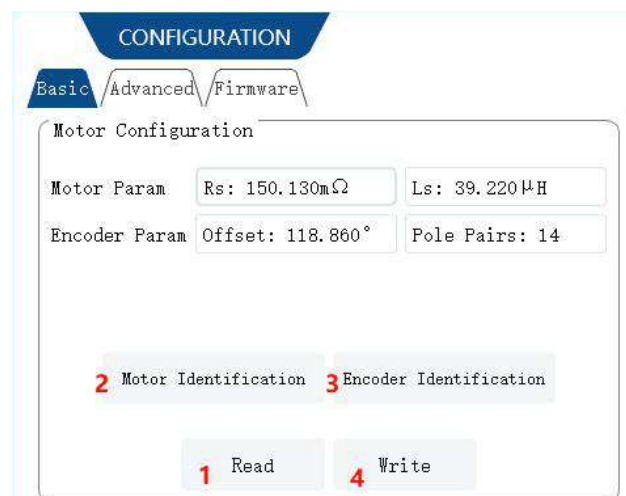 CONFIGURATION
Basic Advanced Firmware
Motor Configuration
Motor Param Rs: 150.130mΩ Ls: 39.220μH
Encoder Param Offset: 118.860° Pole Pairs: 14
2 Motor Identification 3 Encoder Identification
1 Read 4 Write